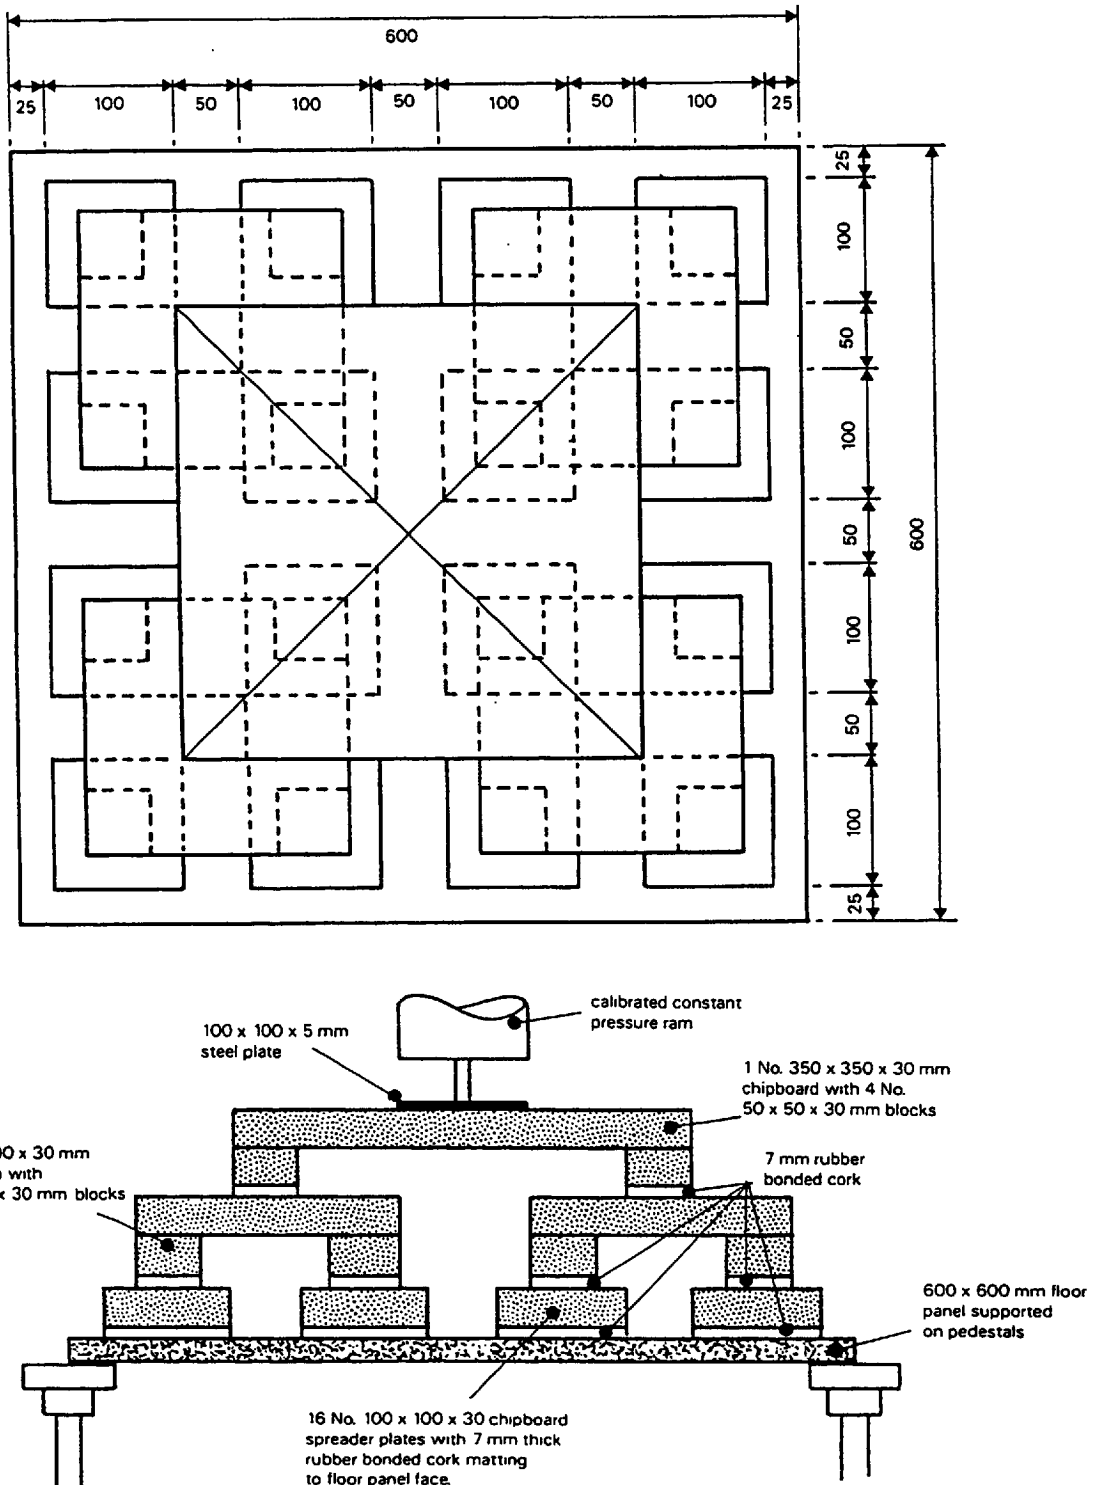 600
25 100 50 100 50 100 50 100 25
25
100
50
100
50
600
100
50
100
25
calibrated constant
pressure ram
100 x 100 x 5 mm
steel plate
1 No. 350 x 350 x 30 mm
chipboard with 4 No.
50 x 50 x 30 mm blocks
0 x 30 mm
with
x 30 mm blocks
7 mm rubber
bonded cork
600 x 600 mm floor
panel supported
on pedestals
16 No. 100 x 100 x 30 chipboard
spreader plates with 7 mm thick
rubber bonded cork matting
to floor panel face.